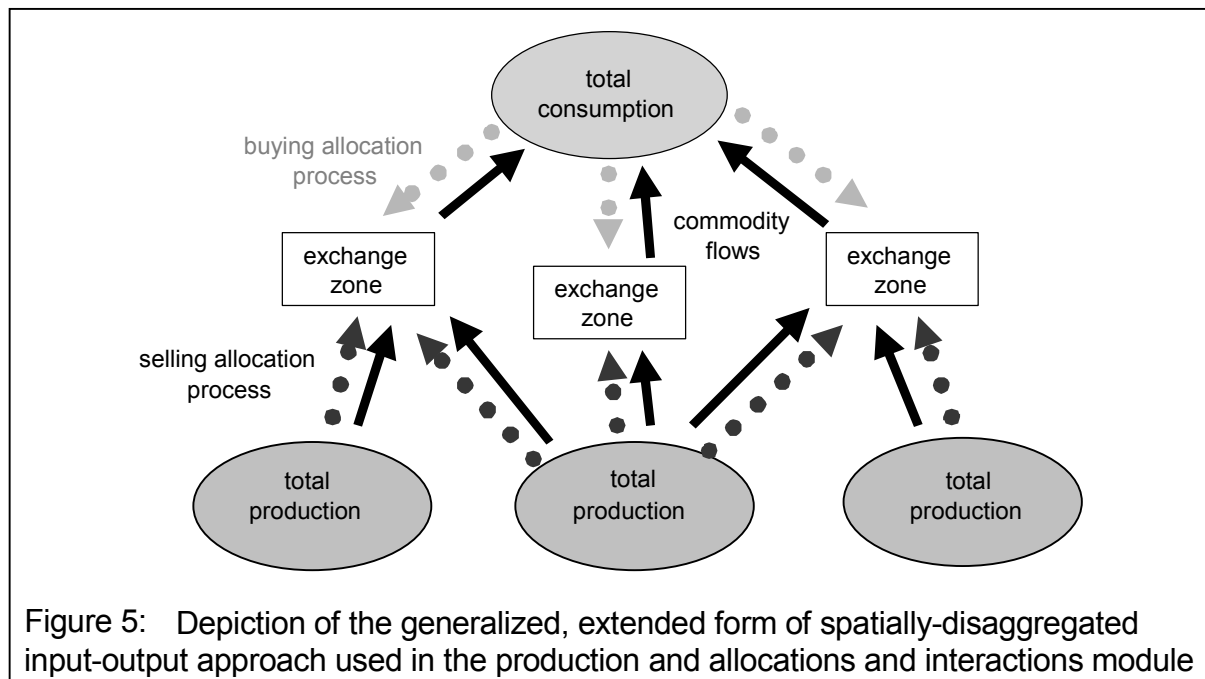 total
consumption
buying allocation
process
commodity
flows
exchange
zone
exchange
zone
exchange
zone
selling allocation
process
total
production
total
production
total
production
Figure 5: Depiction of the generalized, extended form of spatially-disaggregated
input-output approach used in the production and allocations and interactions module